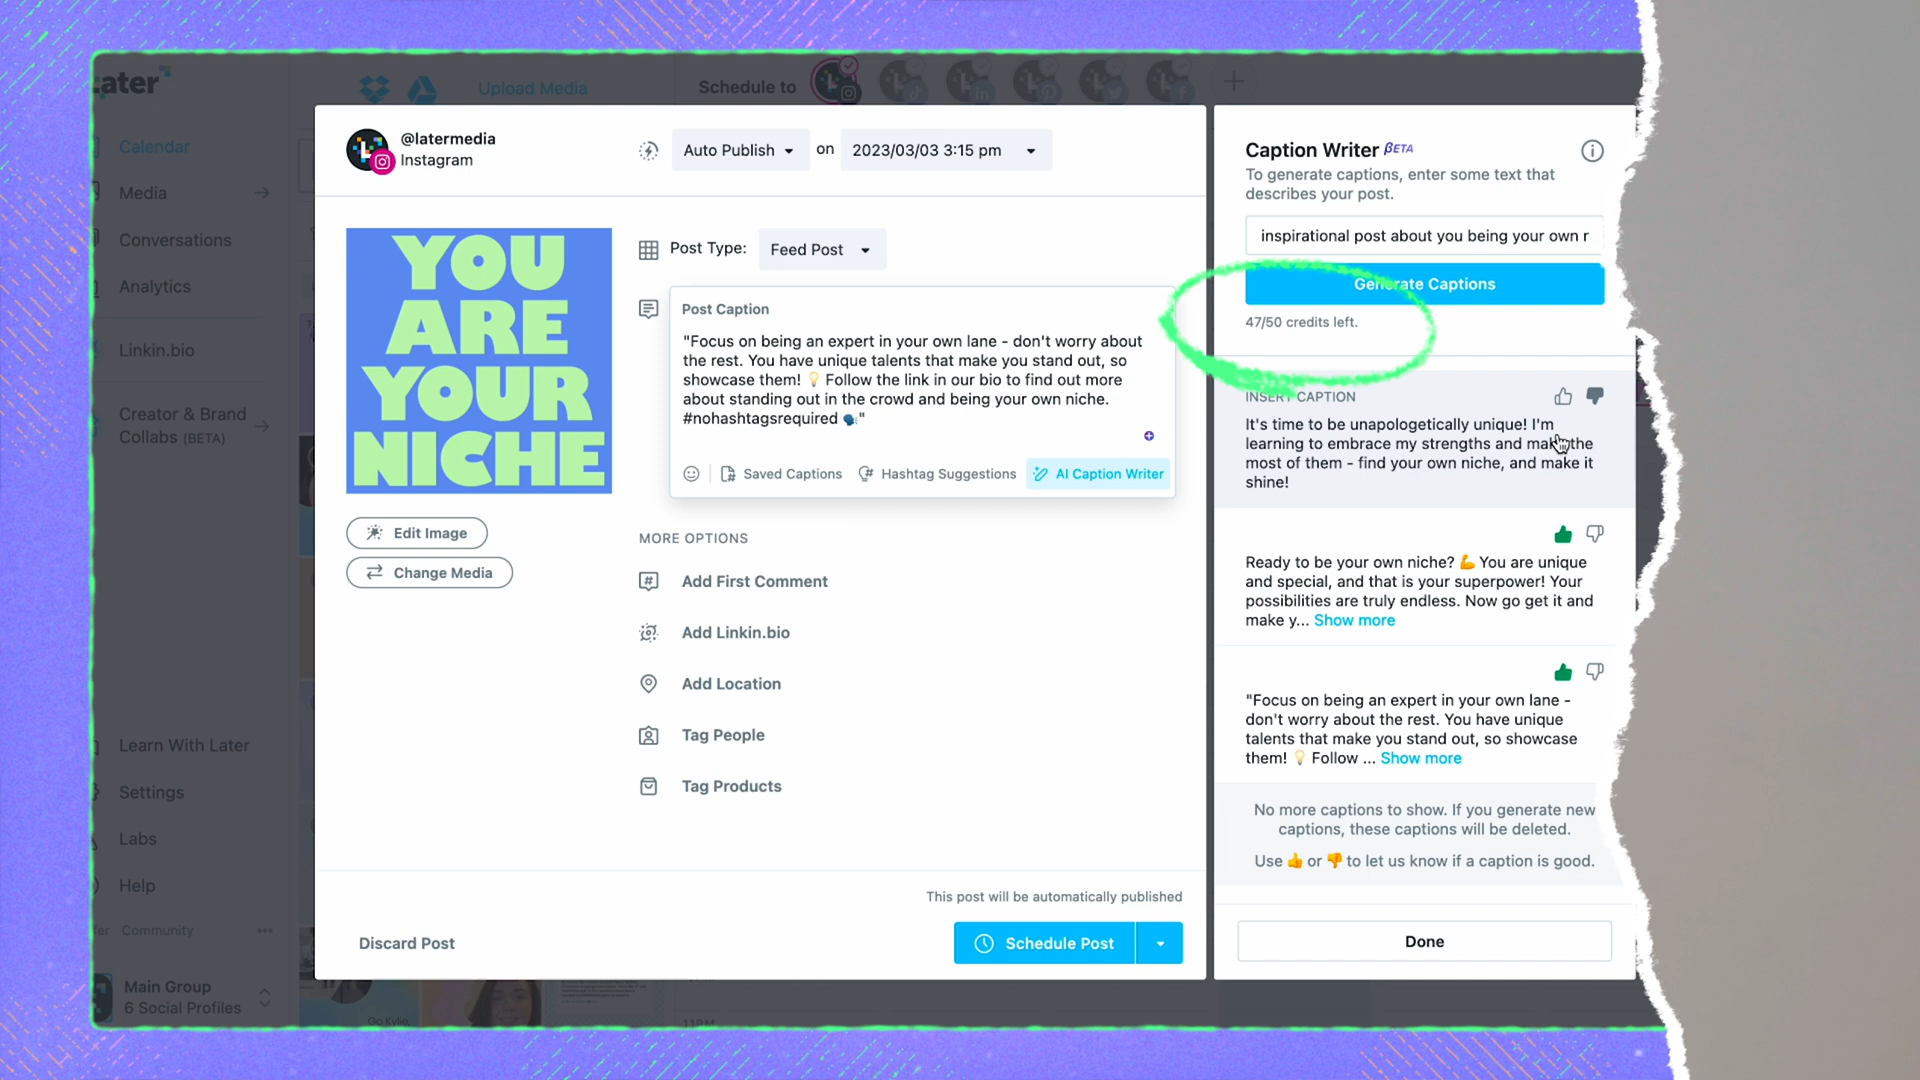 Later
Upload Media
Schedule to
Calendar
Media
Conversations
Analytics
Linkin.bio
Creator & Brand
Collabs (BETA)
Learn With Later
Settings
Labs
Help
Community
Main Group
6 Social Profiles
@latermedia
Instagram
Auto Publish
on
2023/03/03 3:15 pm
YOU
ARE
YOUR
NICHE
Edit Image
Change Media
Post Type:
Feed Post
Post Caption
"Focus on being an expert in your own lane - don't worry about
the rest. You have unique talents that make you stand out, so
showcase them! 💡 Follow the link in our bio to find out more
about standing out in the crowd and being your own niche.
#nohashtagsrequired 🗣️"
Saved Captions
Hashtag Suggestions
AI Caption Writer
MORE OPTIONS
Add First Comment
Add Linkin.bio
Add Location
Tag People
Tag Products
This post will be automatically published
Discard Post
Schedule Post
Go Kylie,
11PM
Caption Writer βETA
To generate captions, enter some text that
describes your post.
inspirational post about you being your own r
Generate Captions
47/50 credits left.
INSERT CAPTION
It's time to be unapologetically unique! I'm
learning to embrace my strengths and make the
most of them - find your own niche, and make it
shine!
Ready to be your own niche? 💪 You are unique
and special, and that is your superpower! Your
possibilities are truly endless. Now go get it and
make y... Show more
"Focus on being an expert in your own lane -
don't worry about the rest. You have unique
talents that make you stand out, so showcase
them! 💡 Follow ... Show more
No more captions to show. If you generate new
captions, these captions will be deleted.
Use 👍 or 👎 to let us know if a caption is good.
Done